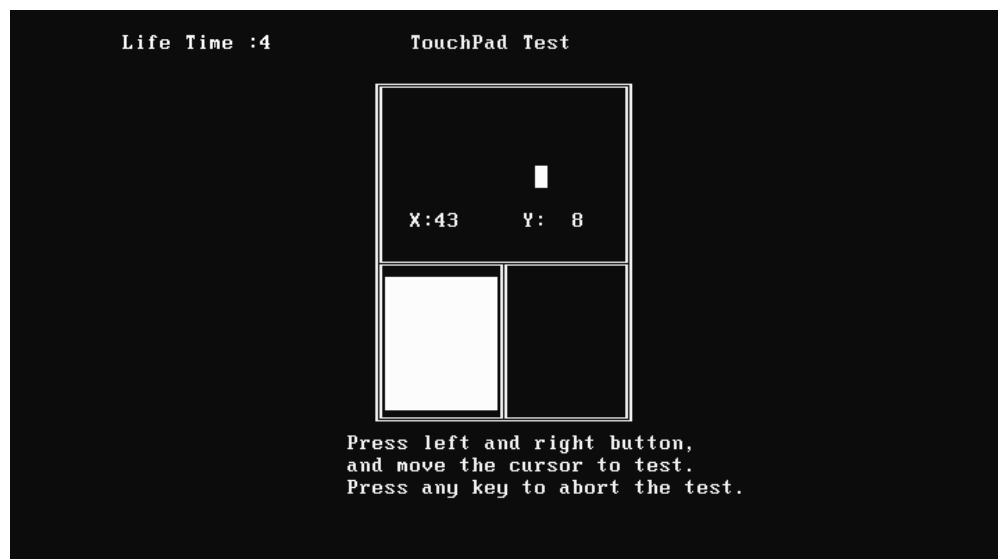 Life Time :4 TouchPad Test
X:43 Y: 8
Press left and right button,
and move the cursor to test.
Press any key to abort the test.